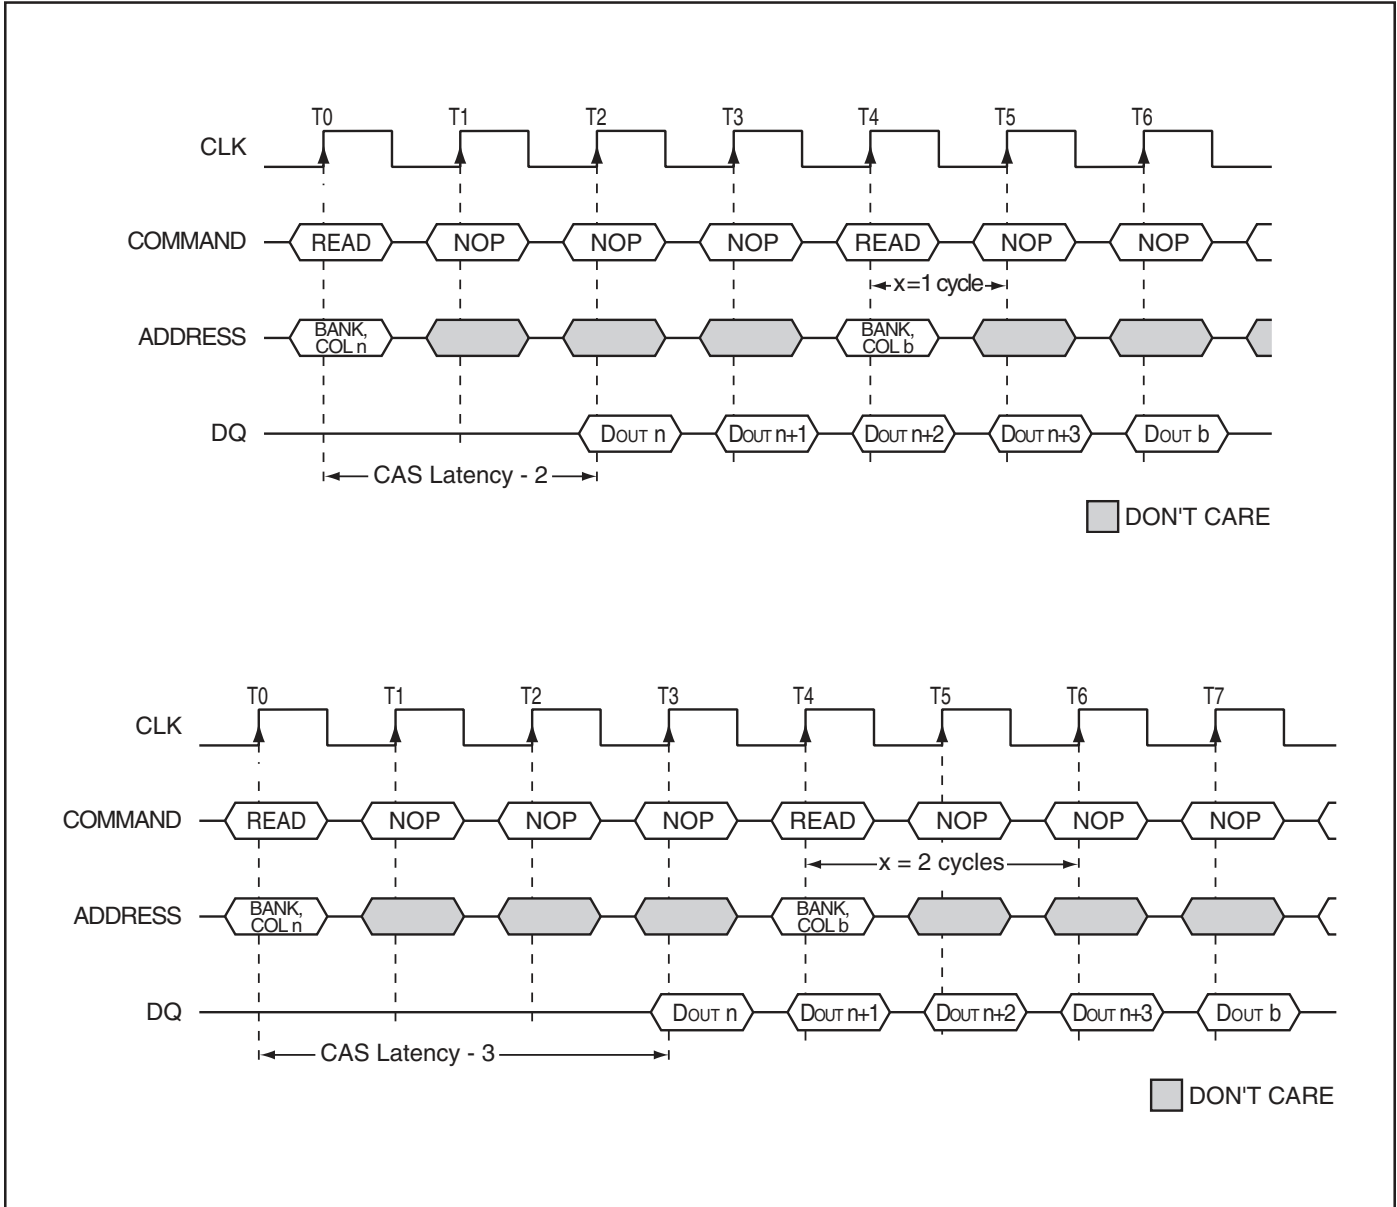 T0 T1 T2 T3 T4 T5 T6
CLK
COMMAND READ NOP NOP NOP READ NOP NOP
x=1 cycle
ADDRESS BANK, COL n BANK, COL b
DQ DOUT n DOUT n+1 DOUT n+2 DOUT n+3 DOUT b
CAS Latency - 2
DON'T CARE
T0 T1 T2 T3 T4 T5 T6 T7
CLK
COMMAND READ NOP NOP NOP READ NOP NOP NOP
x = 2 cycles
ADDRESS BANK, COL n BANK, COL b
DQ DOUT n DOUT n+1 DOUT n+2 DOUT n+3 DOUT b
CAS Latency - 3
DON'T CARE